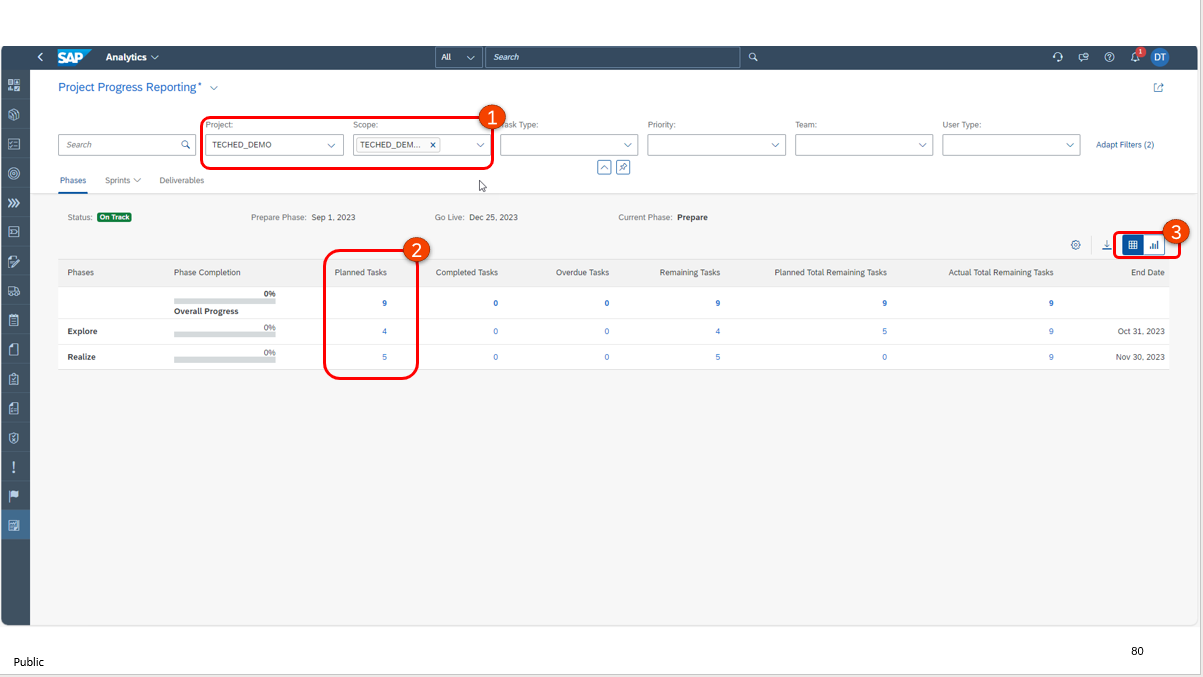 SAP Analytics All Search 1 DT
Project Progress Reporting*
1
Project: Scope: ask Type: Priority: Team: User Type:
Search TECHED_DEMO TECHED_DEM... Adapt Filters (2)
Phases Sprints Deliverables
Status: On Track Prepare Phase: Sep 1, 2023 Go Live: Dec 25, 2023 Current Phase: Prepare
2 3
Phases Phase Completion Planned Tasks Completed Tasks Overdue Tasks Remaining Tasks Planned Total Remaining Tasks Actual Total Remaining Tasks End Date
0% 9 0 0 9 9 9
Overall Progress
Explore 0% 4 0 0 4 5 9 Oct 31, 2023
Realize 0% 5 0 0 5 0 9 Nov 30, 2023
80
Public